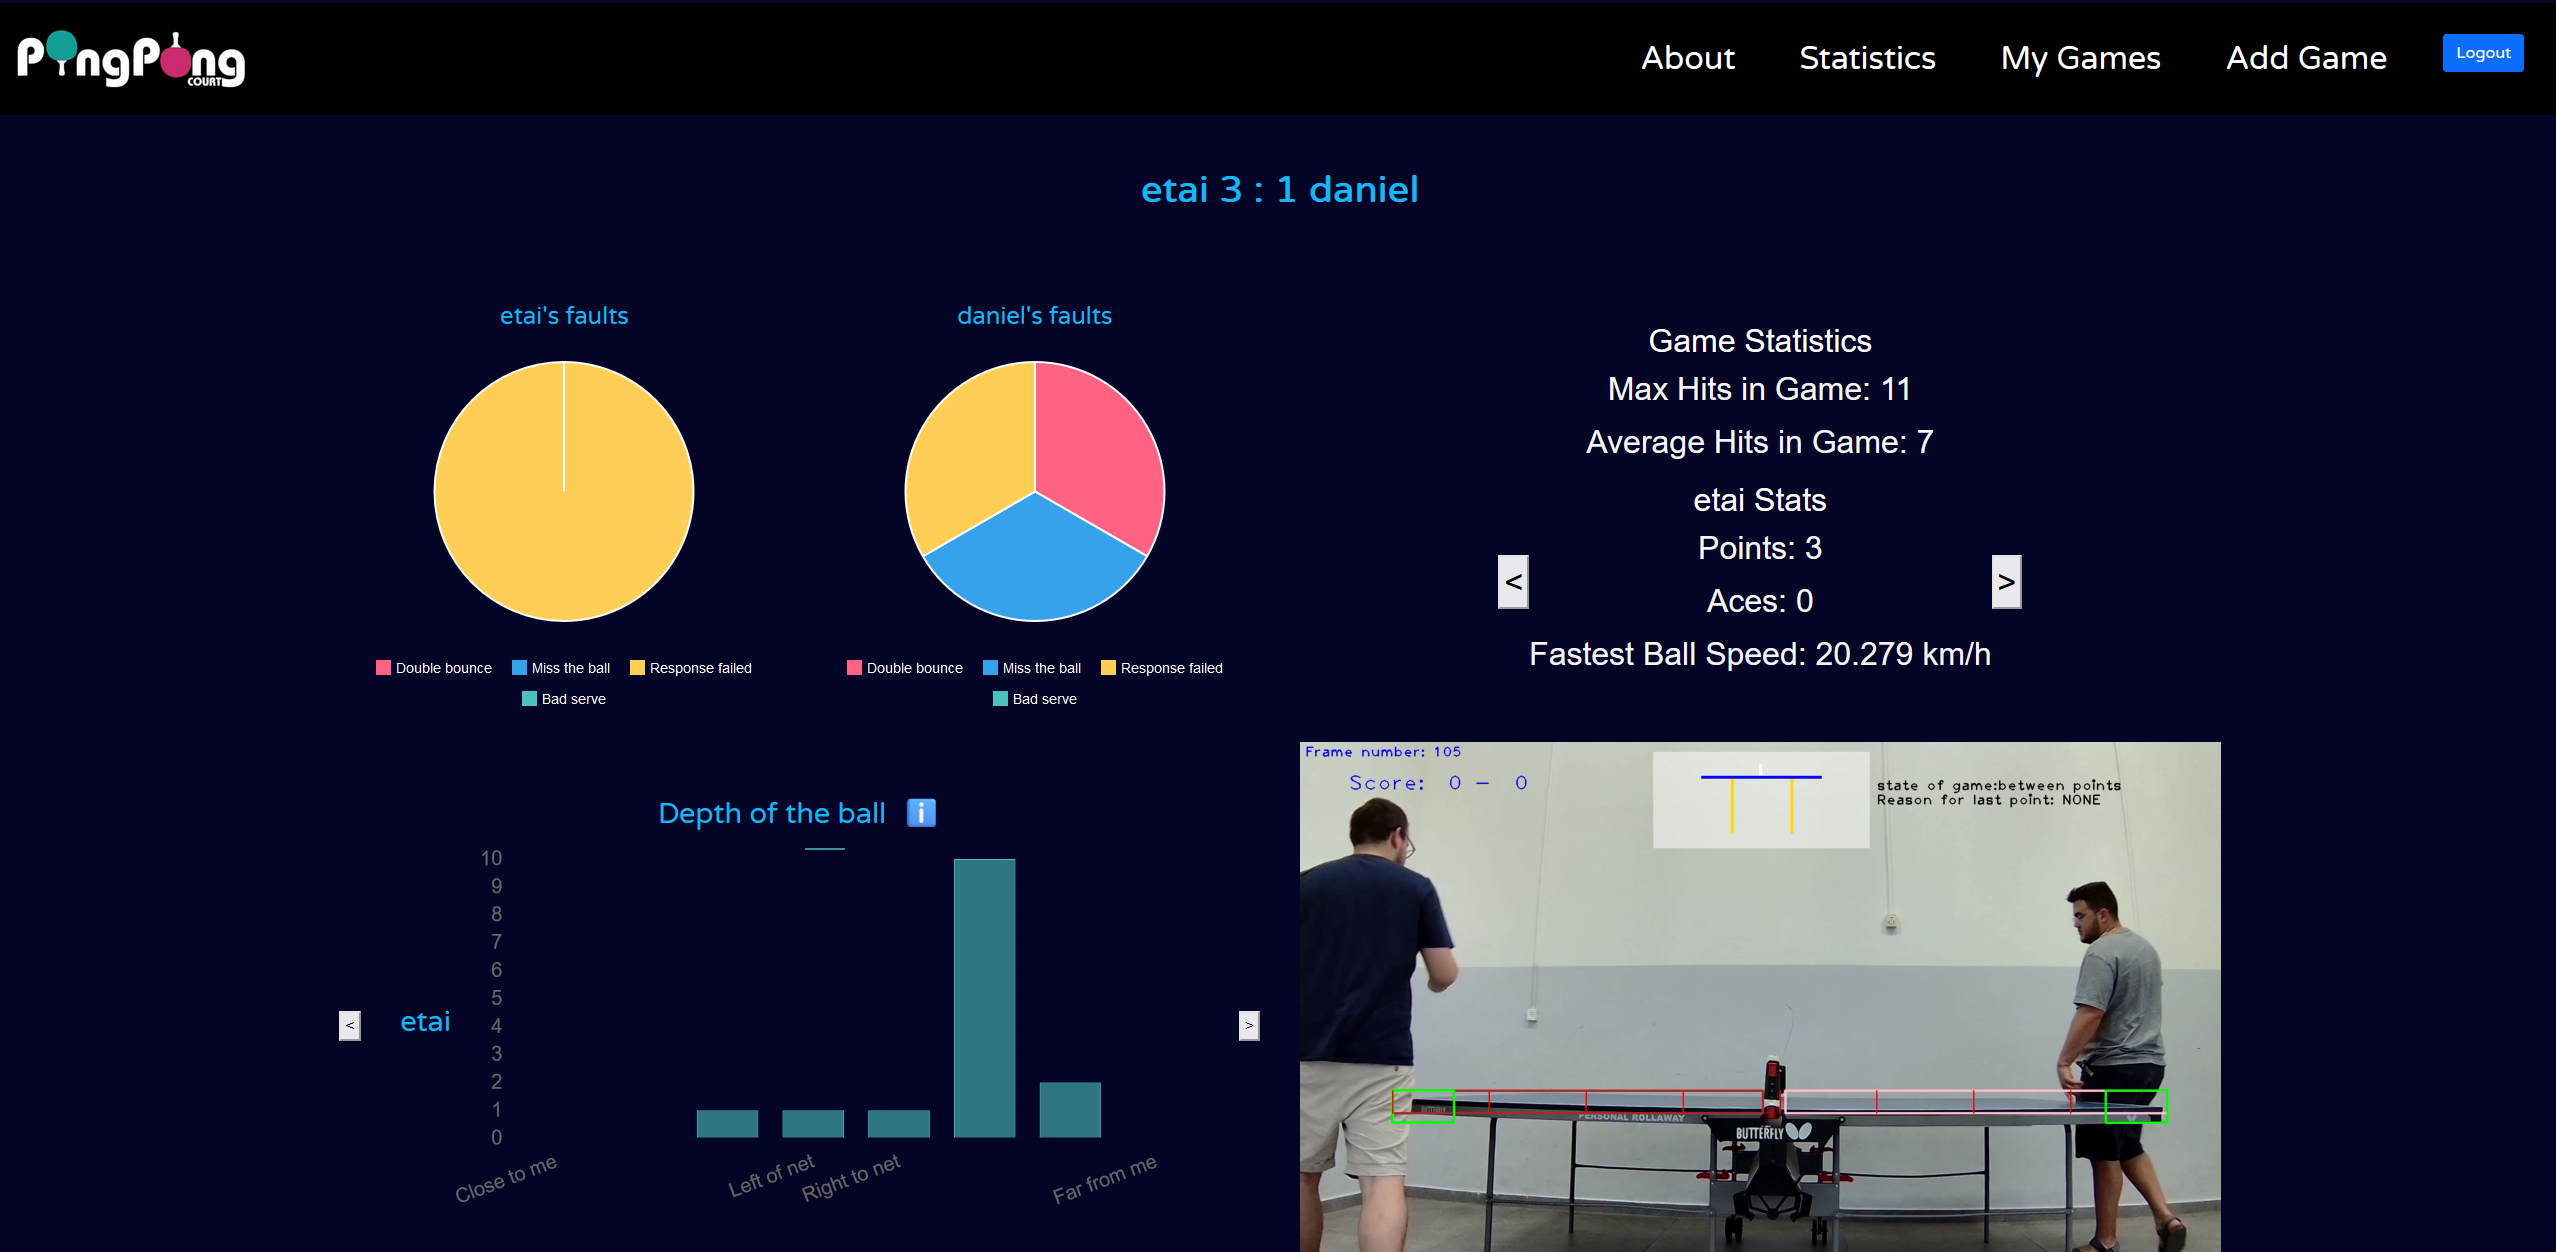 PingPong
COURT
About
Statistics
My Games
Add Game
Logout
etai 3 : 1 daniel
etai's faults
Double bounce
Miss the ball
Response failed
Bad serve
daniel's faults
Double bounce
Miss the ball
Response failed
Bad serve
Game Statistics
Max Hits in Game: 11
Average Hits in Game: 7
etai Stats
Points: 3
Aces: 0
Fastest Ball Speed: 20.279 km/h
<
>
Depth of the ball i
10
9
8
7
6
5
4
3
2
1
0
<
etai
>
Close to me
Left of net
Right to net
Far from me
Frame number: 105
Score: 0 - 0
state of game:between points
Reason for last point: NONE
BUTTERFLY
PERSONAL ROLLAWAY
BUTTERFLY